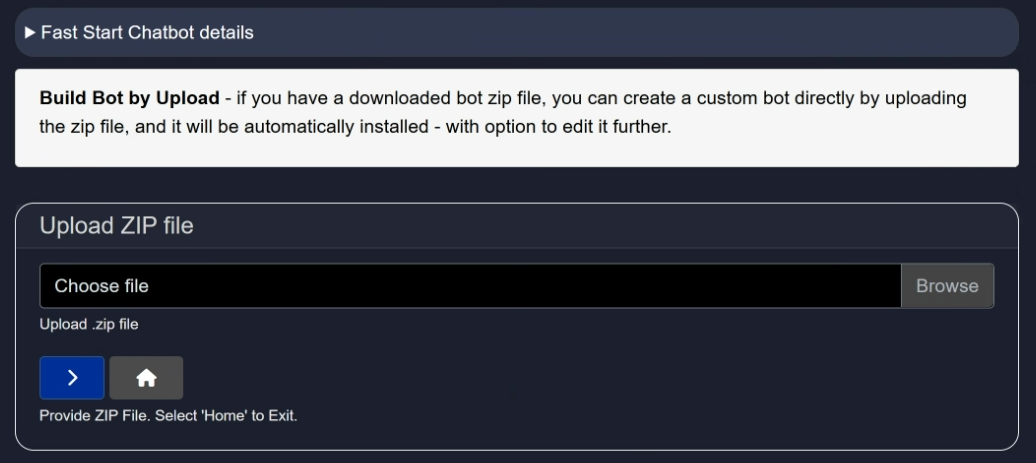 Fast Start Chatbot details
Build Bot by Upload - if you have a downloaded bot zip file, you can create a custom bot directly by uploading
the zip file, and it will be automatically installed - with option to edit it further.
Upload ZIP file
Choose file
Browse
Upload .zip file
Provide ZIP File. Select 'Home' to Exit.